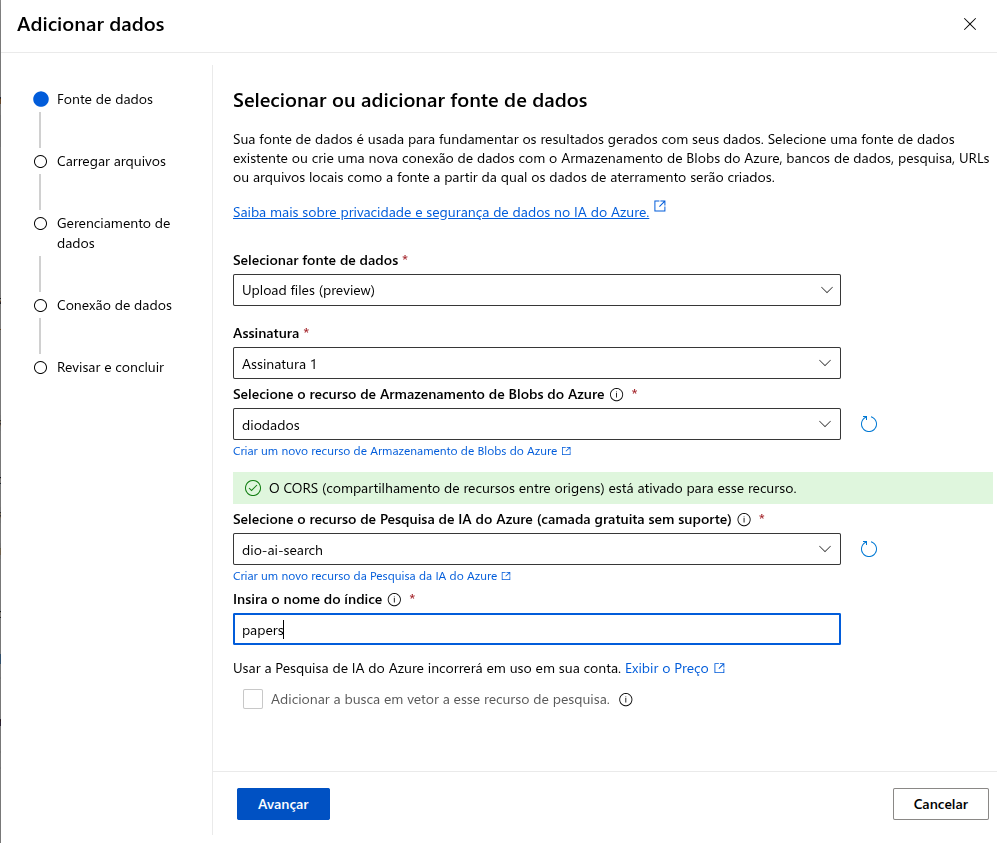 Adicionar dados
Fonte de dados
Carregar arquivos
Gerenciamento de
dados
Conexão de dados
Revisar e concluir
Selecionar ou adicionar fonte de dados
Sua fonte de dados é usada para fundamentar os resultados gerados com seus dados. Selecione uma fonte de dados
existente ou crie uma nova conexão de dados com o Armazenamento de Blobs do Azure, bancos de dados, pesquisa, URLs
ou arquivos locais como a fonte a partir da qual os dados de aterramento serão criados.
Saiba mais sobre privacidade e segurança de dados no IA do Azure.
Selecionar fonte de dados *
Upload files (preview)
Assinatura *
Assinatura 1
Selecione o recurso de Armazenamento de Blobs do Azure *
diodados
Criar um novo recurso de Armazenamento de Blobs do Azure
O CORS (compartilhamento de recursos entre origens) está ativado para esse recurso.
Selecione o recurso de Pesquisa de IA do Azure (camada gratuita sem suporte) *
dio-ai-search
Criar um novo recurso da Pesquisa da IA do Azure
Insira o nome do índice *
papers
Usar a Pesquisa de IA do Azure incorrerá em uso em sua conta. Exibir o Preço
Adicionar a busca em vetor a esse recurso de pesquisa.
Avançar
Cancelar